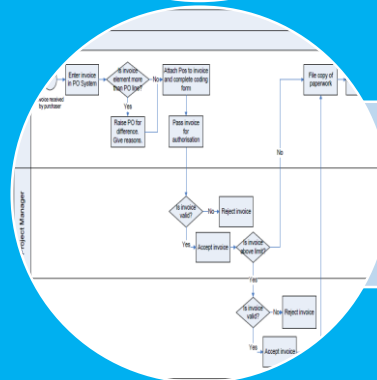 Enter invoice
in PO System
Is invoice
element more
than PO line?
No
Attach Pos to invoice
and complete coding
form
File copy of
paperwork
invoice received
by purchaser
Yes
Raise PO for
difference.
Give reasons.
Pass invoice
for
authorisation
No
Project Manager
Is invoice
valid?
No
Reject invoice
Yes
Accept invoice
Is invoice
above limit?
Yes
Is invoice
valid?
No
Reject invoice
Yes
Accept invoice